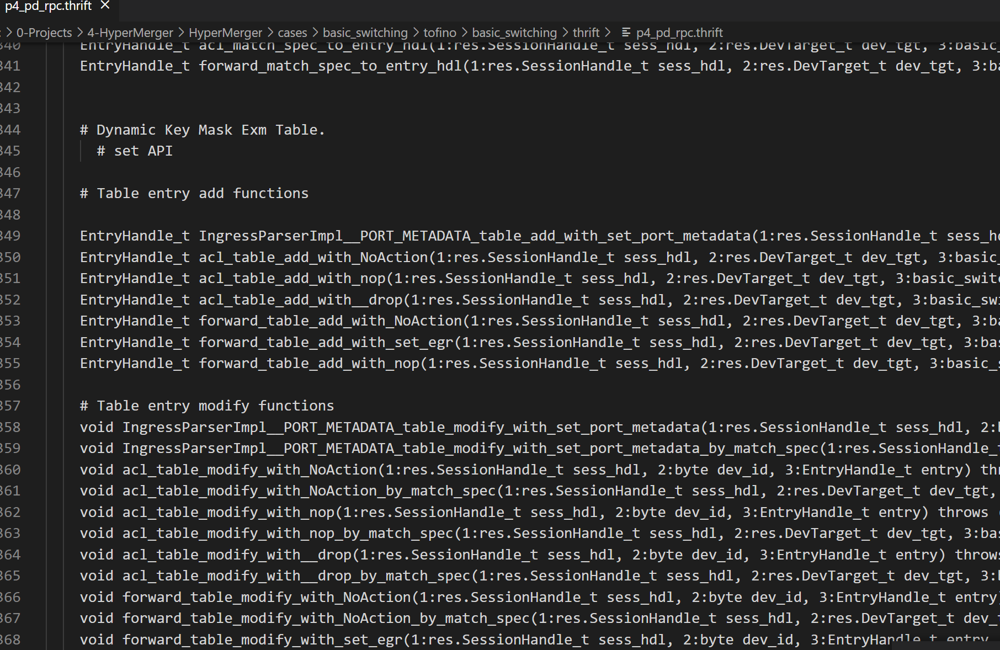 p4_pd_rpc.thrift ×
: > 0-Projects > 4-HyperMerger > HyperMerger > cases > basic_switching > tofino > basic_switching > thrift > p4_pd_rpc.thrift
340 EntryHandle_t acl_match_spec_to_entry_hdl(1:res.SessionHandle_t sess_hdl, 2:res.DevTarget_t dev_tgt, 3:basic_
341 EntryHandle_t forward_match_spec_to_entry_hdl(1:res.SessionHandle_t sess_hdl, 2:res.DevTarget_t dev_tgt, 3:ba
342
343
344 # Dynamic Key Mask Exm Table.
345 # set API
346
347 # Table entry add functions
348
349 EntryHandle_t IngressParserImpl__PORT_METADATA_table_add_with_set_port_metadata(1:res.SessionHandle_t sess_hd
350 EntryHandle_t acl_table_add_with_NoAction(1:res.SessionHandle_t sess_hdl, 2:res.DevTarget_t dev_tgt, 3:basic_
351 EntryHandle_t acl_table_add_with_nop(1:res.SessionHandle_t sess_hdl, 2:res.DevTarget_t dev_tgt, 3:basic_switc
352 EntryHandle_t acl_table_add_with__drop(1:res.SessionHandle_t sess_hdl, 2:res.DevTarget_t dev_tgt, 3:basic_swi
353 EntryHandle_t forward_table_add_with_NoAction(1:res.SessionHandle_t sess_hdl, 2:res.DevTarget_t dev_tgt, 3:ba
354 EntryHandle_t forward_table_add_with_set_egr(1:res.SessionHandle_t sess_hdl, 2:res.DevTarget_t dev_tgt, 3:bas
355 EntryHandle_t forward_table_add_with_nop(1:res.SessionHandle_t sess_hdl, 2:res.DevTarget_t dev_tgt, 3:basic_s
356
357 # Table entry modify functions
358 void IngressParserImpl__PORT_METADATA_table_modify_with_set_port_metadata(1:res.SessionHandle_t sess_hdl, 2:b
359 void IngressParserImpl__PORT_METADATA_table_modify_with_set_port_metadata_by_match_spec(1:res.SessionHandle_t
360 void acl_table_modify_with_NoAction(1:res.SessionHandle_t sess_hdl, 2:byte dev_id, 3:EntryHandle_t entry) thr
361 void acl_table_modify_with_NoAction_by_match_spec(1:res.SessionHandle_t sess_hdl, 2:res.DevTarget_t dev_tgt,
362 void acl_table_modify_with_nop(1:res.SessionHandle_t sess_hdl, 2:byte dev_id, 3:EntryHandle_t entry) throws (
363 void acl_table_modify_with_nop_by_match_spec(1:res.SessionHandle_t sess_hdl, 2:res.DevTarget_t dev_tgt, 3:bas
364 void acl_table_modify_with__drop(1:res.SessionHandle_t sess_hdl, 2:byte dev_id, 3:EntryHandle_t entry) throws
365 void acl_table_modify_with__drop_by_match_spec(1:res.SessionHandle_t sess_hdl, 2:res.DevTarget_t dev_tgt, 3:b
366 void forward_table_modify_with_NoAction(1:res.SessionHandle_t sess_hdl, 2:byte dev_id, 3:EntryHandle_t entry)
367 void forward_table_modify_with_NoAction_by_match_spec(1:res.SessionHandle_t sess_hdl, 2:res.DevTarget_t dev_t
368 void forward_table_modify_with_set_egr(1:res.SessionHandle_t sess_hdl, 2:byte dev_id, 3:EntryHandle_t entry,